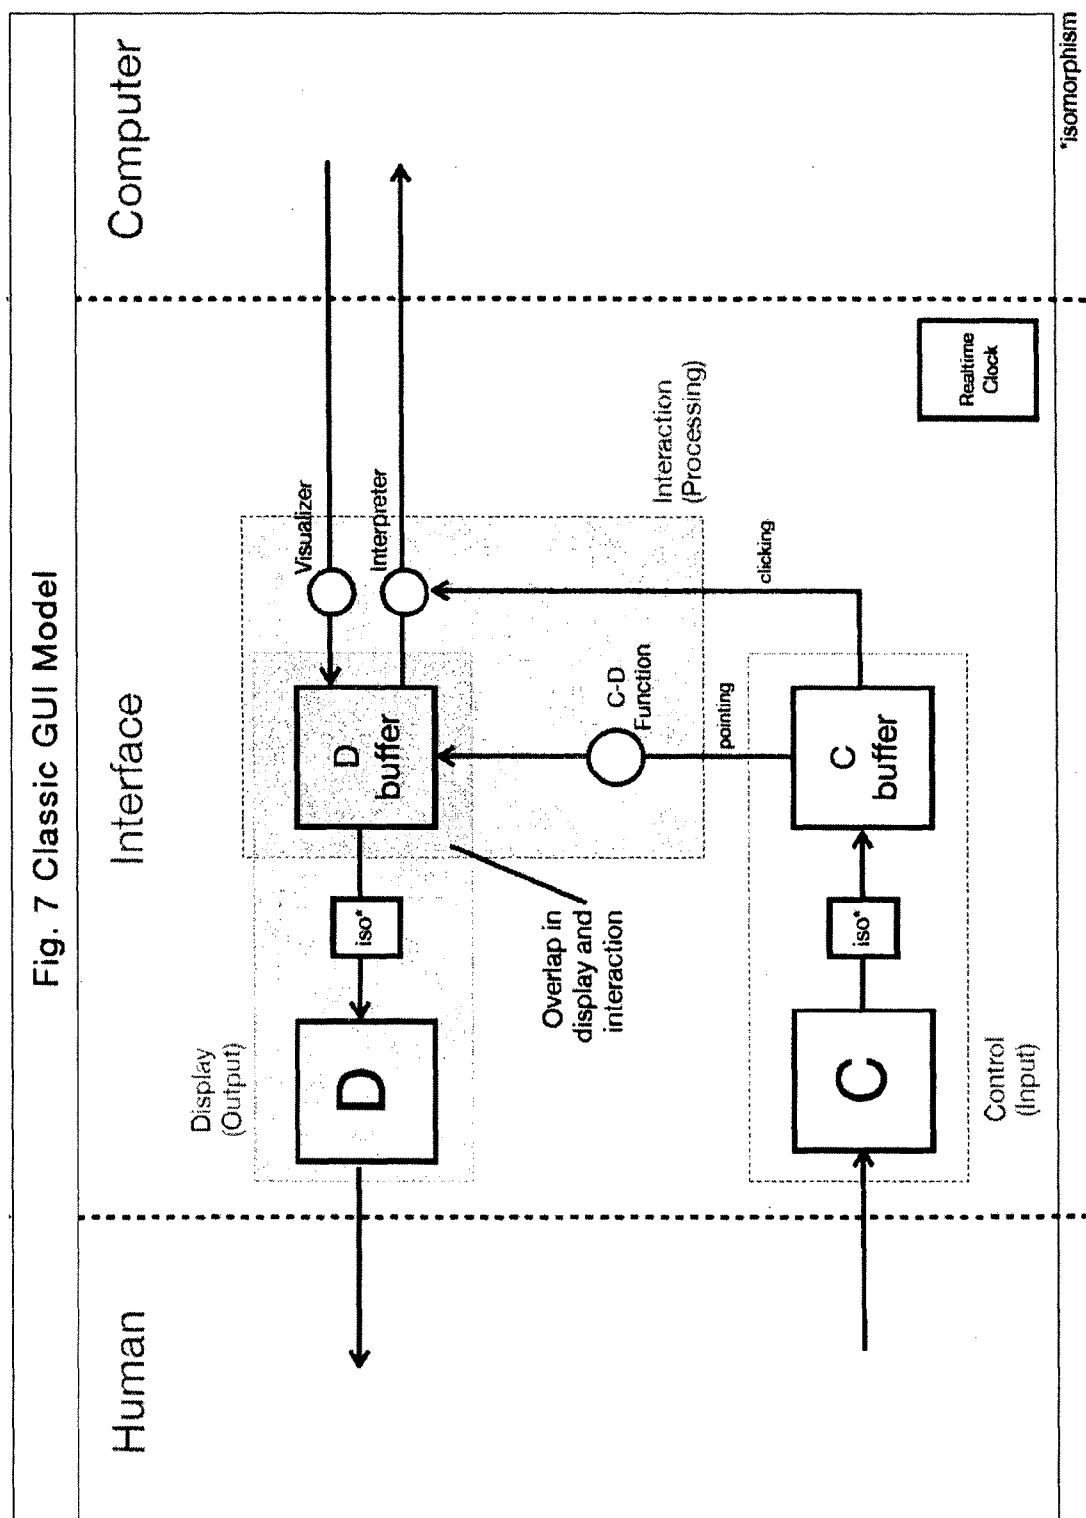 Fig. 7 Classic GUI Model
Human
Interface
Computer
Display
(Output)
D
iso*
D
buffer
Visualizer
Interpreter
Overlap in
display and
interaction
C-D
Function
Interaction
(Processing)
pointing
clicking
C
iso*
C
buffer
Control
(Input)
Realtime
Clock
*isomorphism